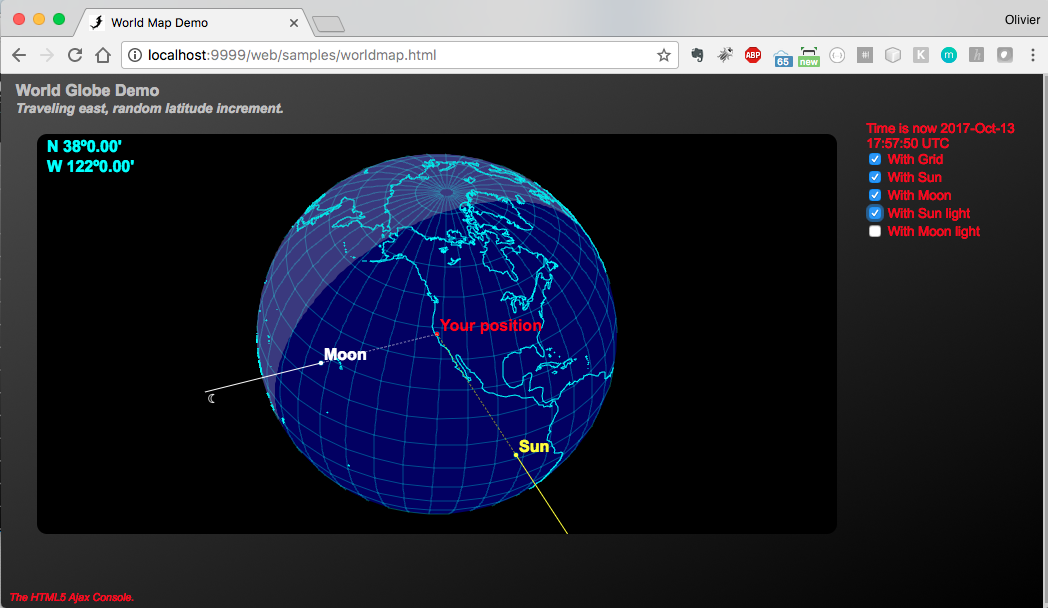 World Map Demo
Olivier
localhost:9999/web/samples/worldmap.html
ABP
65
new
K
m
h
World Globe Demo
Traveling east, random latitude increment.
N 38º0.00'
W 122º0.00'
Time is now 2017-Oct-13
17:57:50 UTC
With Grid
With Sun
With Moon
With Sun light
With Moon light
Your position
Moon
Sun
The HTML5 Ajax Console.